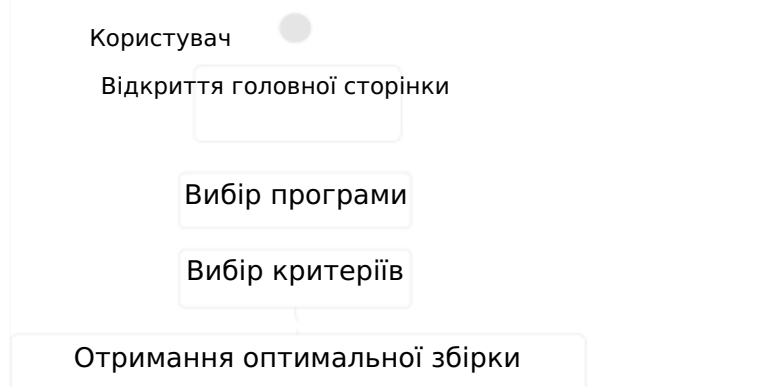 Користувач
Відкриття головної сторінки
Вибір програми
Вибір критеріїв
Отримання оптимальної збірки